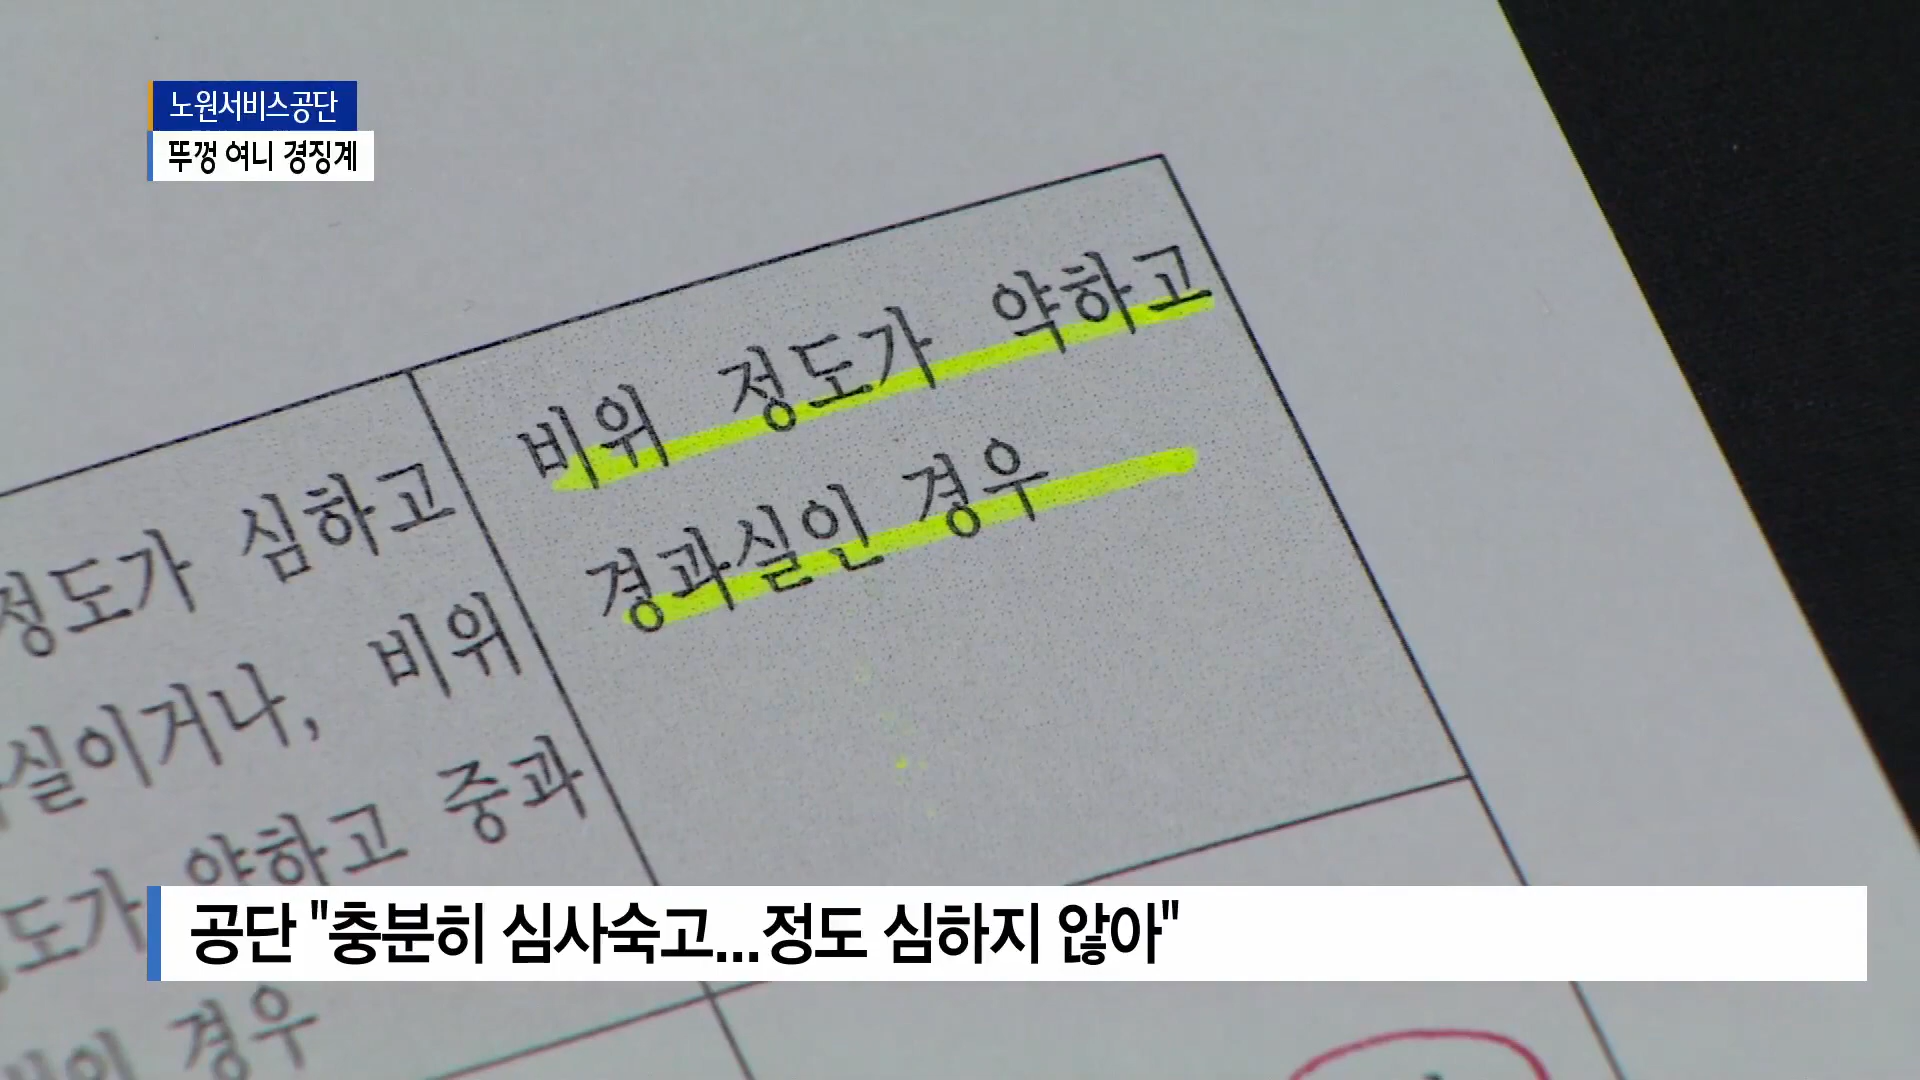 노원서비스공단
뚜껑 여니 경징계
비위 정도가 약하고
경과실인 경우
정도가 심하고
실이거나, 비위
도가 약하고 중과
경우
공단 "충분히 심사숙고...정도 심하지 않아"